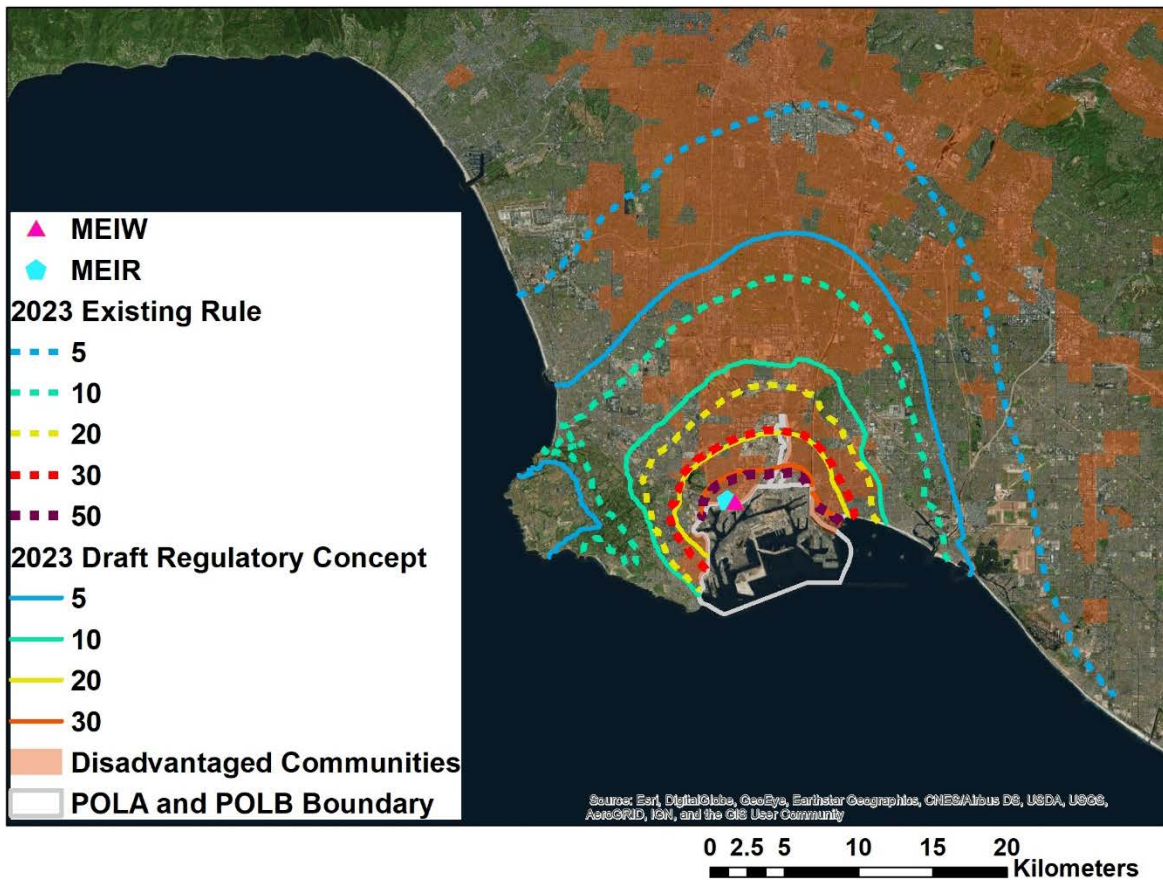 MEIW
MEIR
2023 Existing Rule
5
10
20
30
50
2023 Draft Regulatory Concept
5
10
20
30
Disadvantaged Communities
POLA and POLB Boundary
Source: Esri, DigitalGlobe, GeoEye, Earthstar Geographics, CNES/Airbus DS, USDA, USGS,
AeroGRID, IGN, and the GIS User Community
0 2.5 5 10 15 20
Kilometers